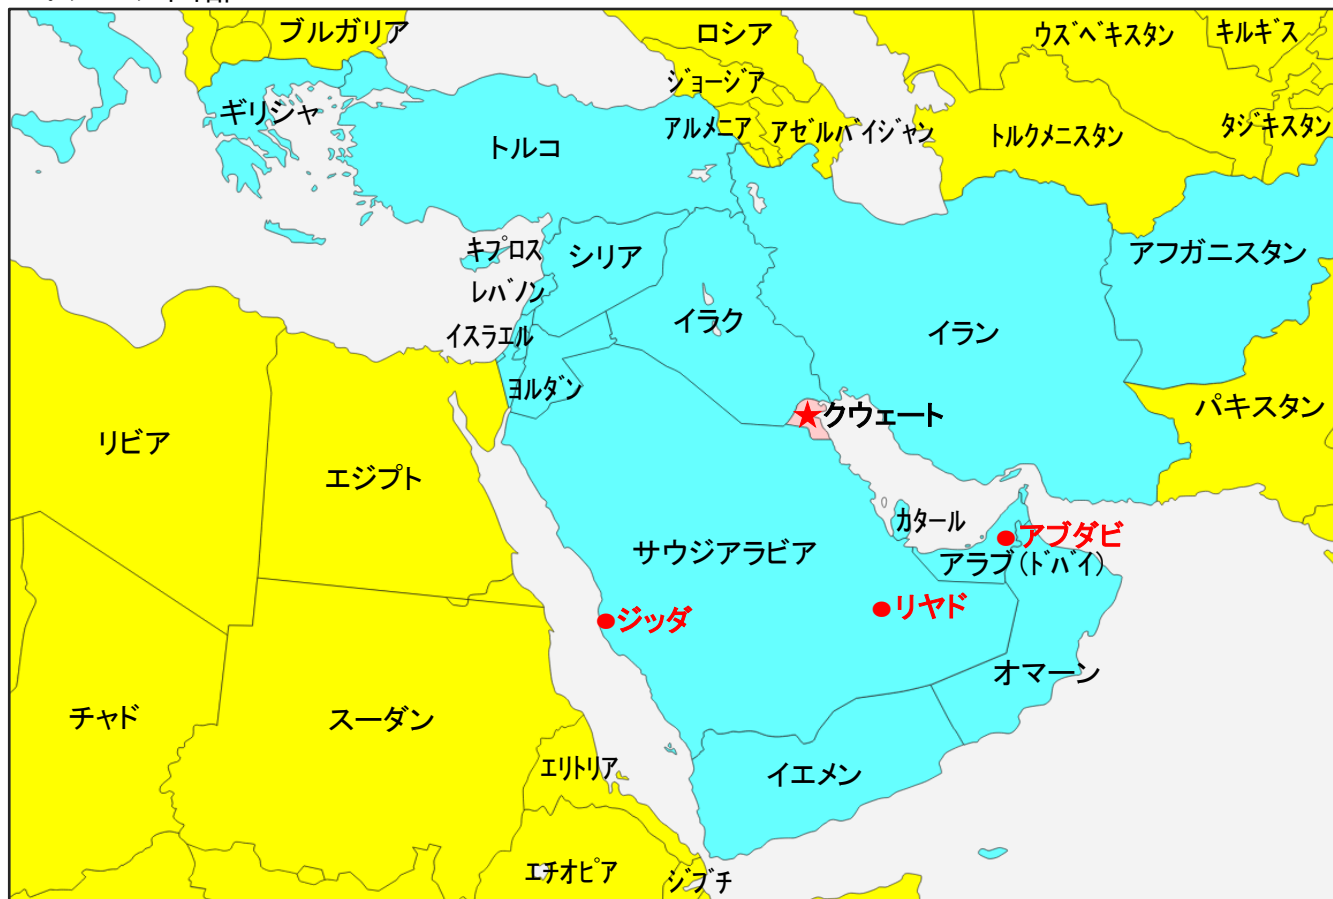 ブルガリア
ロシア
ウズベキスタン
キルギス
ジョージア
ギリシャ
アルメニア
アゼルバイジャン
トルクメニスタン
タジキスタン
トルコ
キプロス
シリア
アフガニスタン
レバノン
イスラエル
イラク
イラン
ヨルダン
クウェート
パキスタン
リビア
エジプト
カタール
アブダビ
サウジアラビア
アラブ(ドバイ)
ジッダ
リヤド
オマーン
チャド
スーダン
エリトリア
イエメン
エチオピア
ジブチ